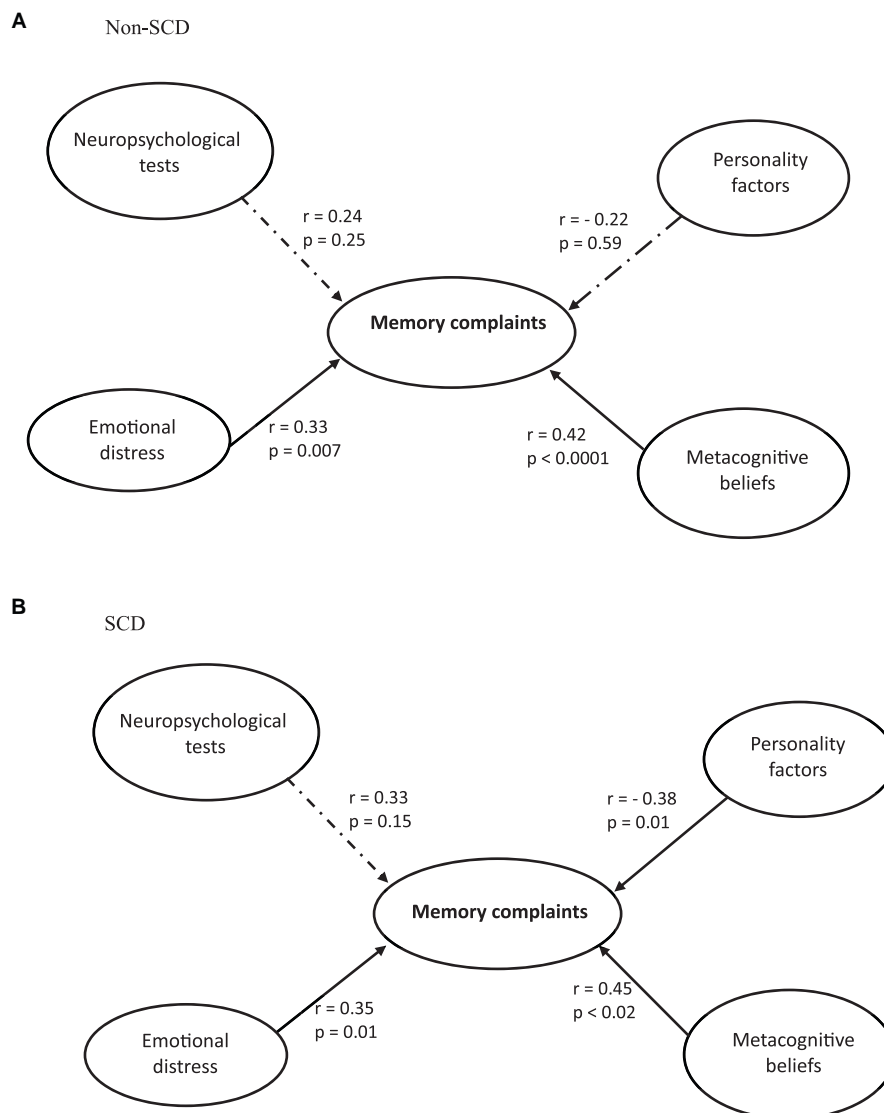 A
Non-SCD
Neuropsychological
tests
Personality
factors
r = 0.24
p = 0.25
r = - 0.22
p = 0.59
Memory complaints
Emotional
distress
r = 0.33
p = 0.007
r = 0.42
p < 0.0001
Metacognitive
beliefs
B
SCD
Neuropsychological
tests
Personality
factors
r = 0.33
p = 0.15
r = - 0.38
p = 0.01
Memory complaints
Emotional
distress
r = 0.35
p = 0.01
r = 0.45
p < 0.02
Metacognitive
beliefs